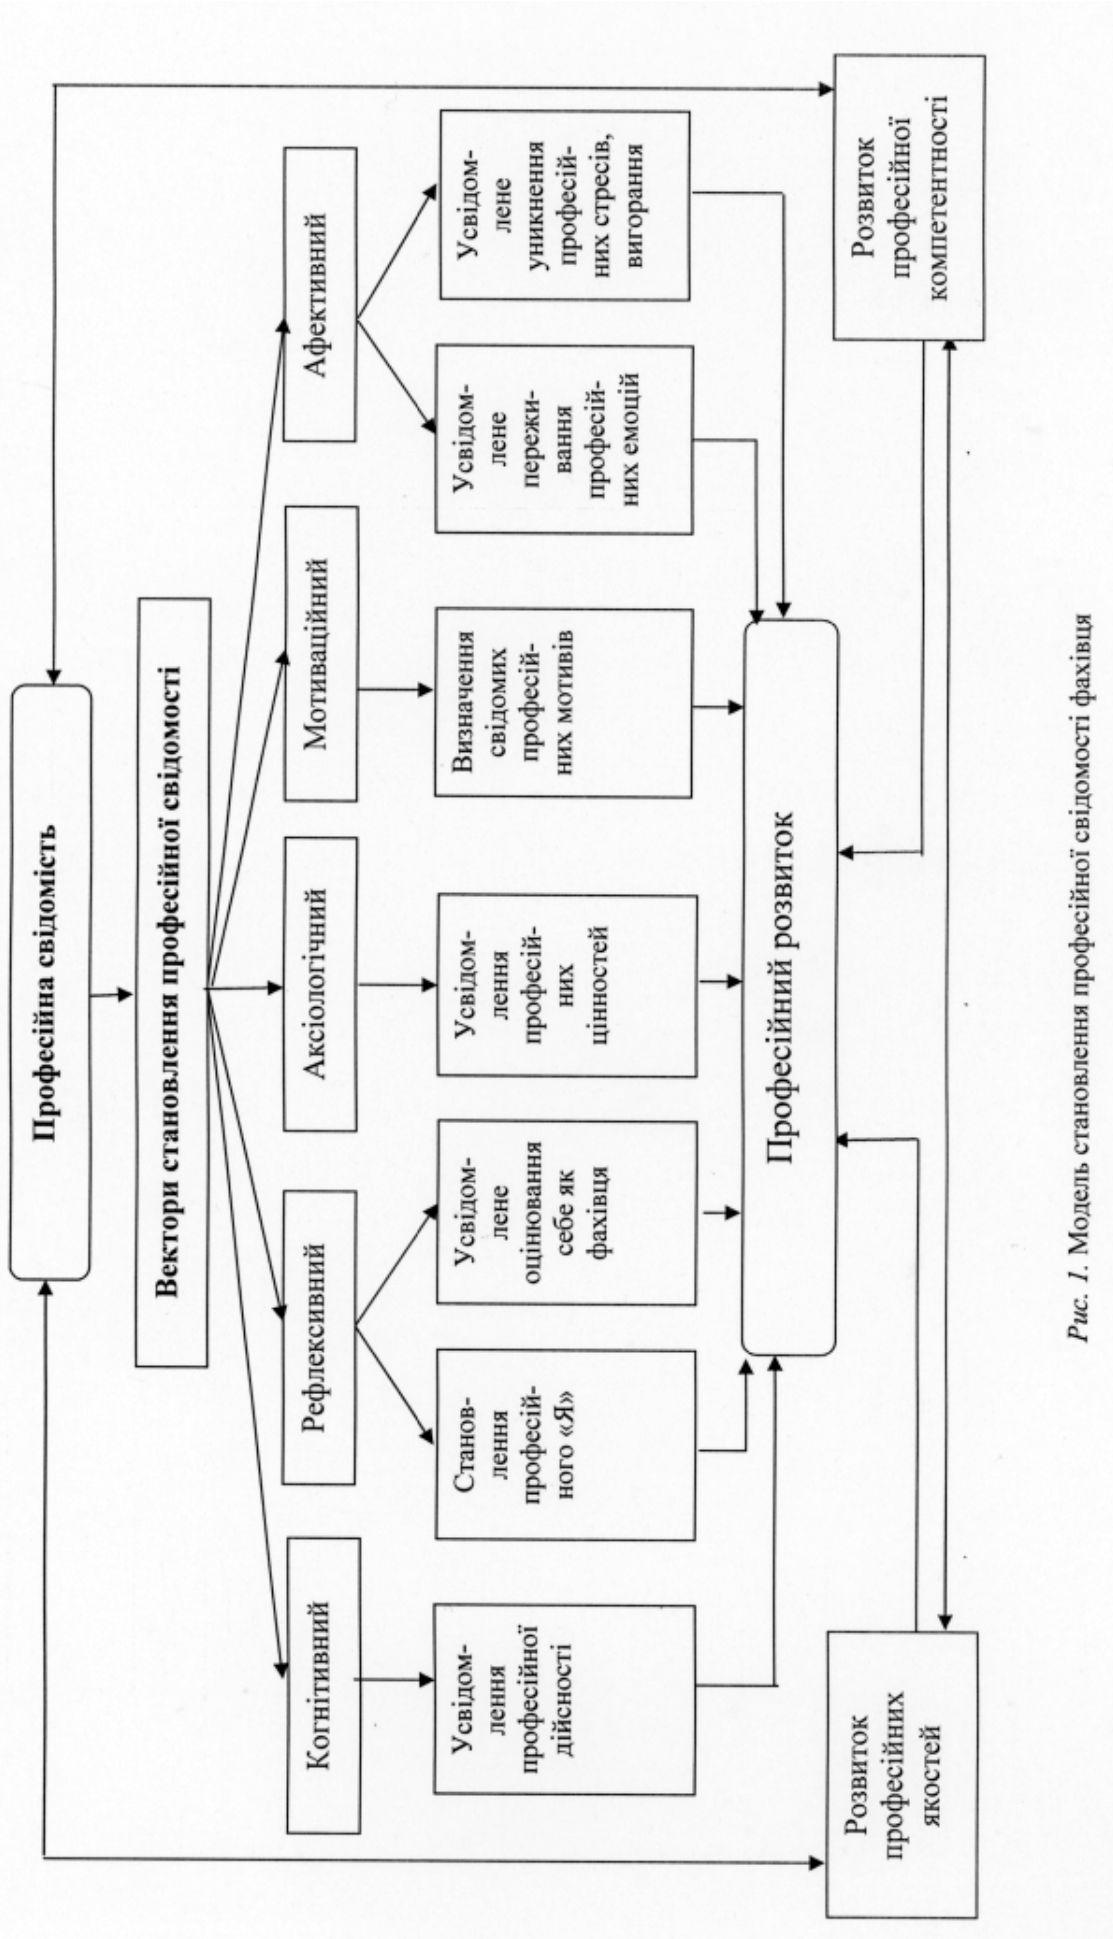 Професійна свідомість
Вектори становлення професійної свідомості
Когнітивний
Рефлексивний
Аксіологічний
Мотиваційний
Афективний
Усвідом-
лення
професійної
дійсності
Станов-
лення
професій-
ного «Я»
Усвідом-
лене
оцінювання
себе як
фахівця
Усвідом-
лення
професій-
них
цінностей
Визначення
свідомих
професій-
них мотивів
Усвідом-
лене
пережи-
вання
професій-
них емоцій
Усвідом-
лене
уникнення
професій-
них стресів,
вигорання
Професійний розвиток
Розвиток
професійних
якостей
Розвиток
професійної
компетентності
Рис. 1. Модель становлення професійної свідомості фахівця